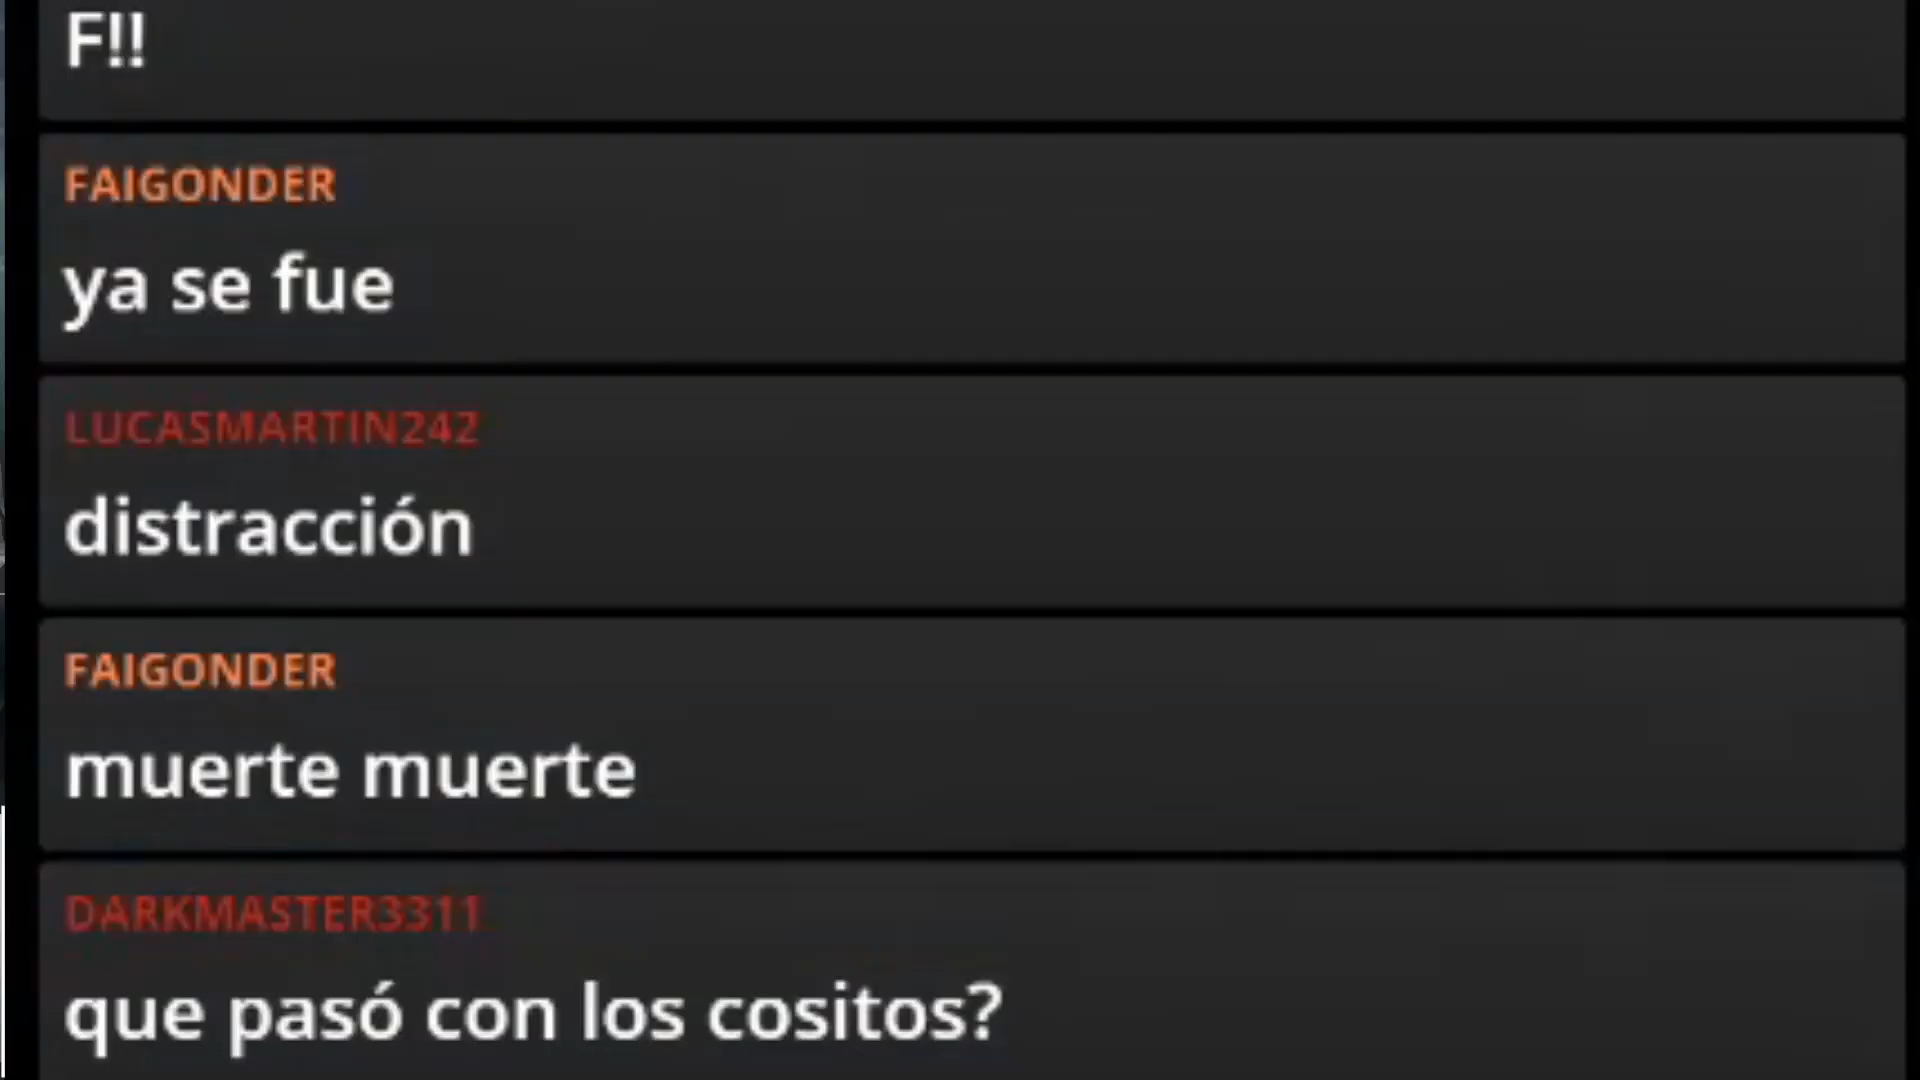 F!!
FAIGONDER
ya se fue
LUCASMARTIN242
distracción
FAIGONDER
muerte muerte
DARKMASTER3311
que pasó con los cositos?